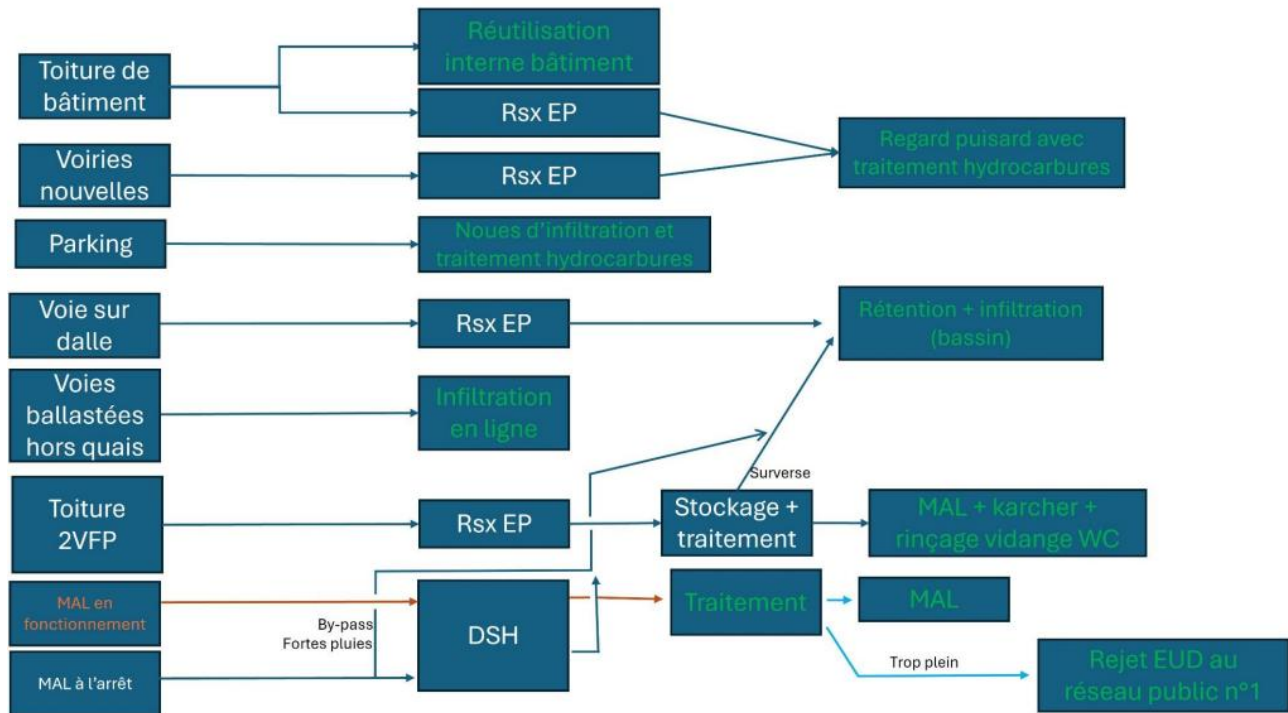 Toiture de
bâtiment
Réutilisation
interne bâtiment
Rsx EP
Voiries
nouvelles
Rsx EP
Regard puisard avec
traitement hydrocarbures
Parking
Noues d'infiltration et
traitement hydrocarbures
Voie sur
dalle
Rsx EP
Rétention + infiltration
(bassin)
Voies
ballastées
hors quais
Infiltration
en ligne
Surverse
Toiture
2VFP
Rsx EP
Stockage +
traitement
MAL + karcher +
rinçage vidange WC
MAL en
fonctionnement
By-pass
Fortes pluies
DSH
Traitement
MAL
MAL à l'arrêt
Trop plein
Rejet EUD au
réseau public n°1